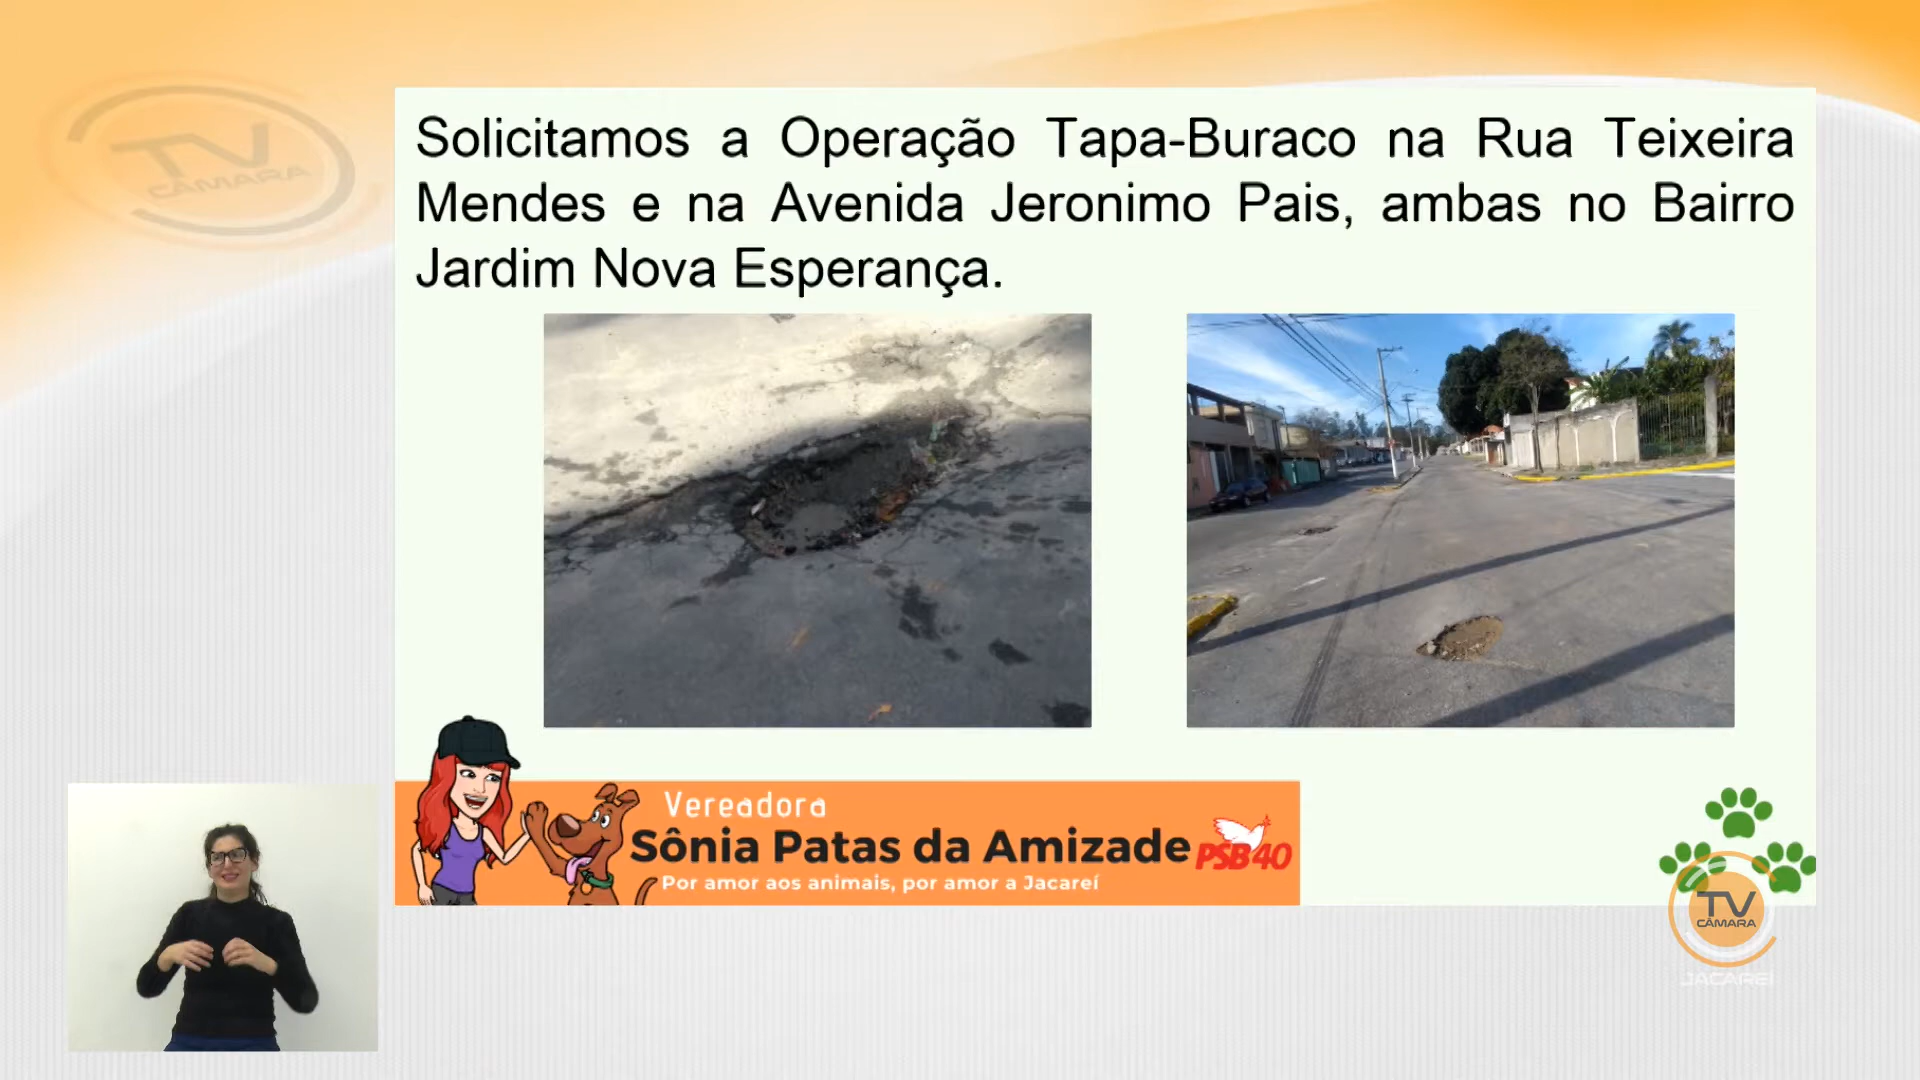 TV
CÂMARA
Solicitamos a Operação Tapa-Buraco na Rua Teixeira
Mendes e na Avenida Jeronimo Pais, ambas no Bairro
Jardim Nova Esperança.
Vereadora
Sônia Patas da Amizade
PSB 40
Por amor aos animais, por amor a Jacareí
TV
CÂMARA
JACAREÍ